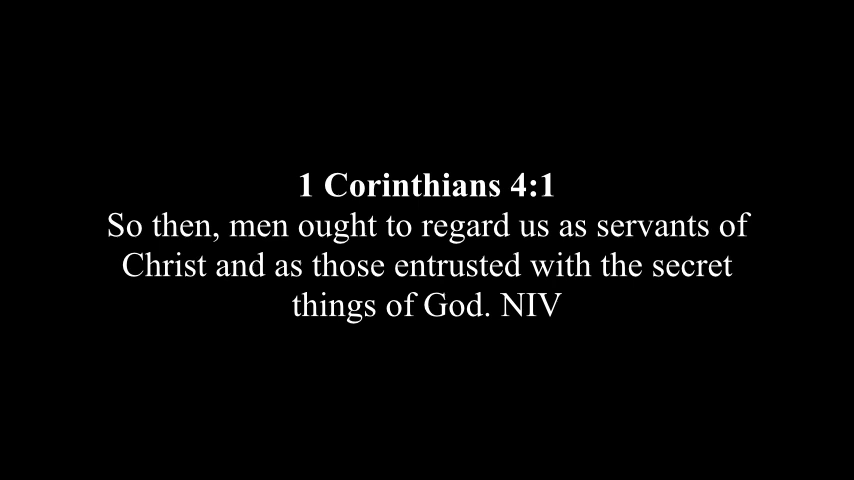 1 Corinthians 4:1
So then, men ought to regard us as servants of
Christ and as those entrusted with the secret
things of God. NIV